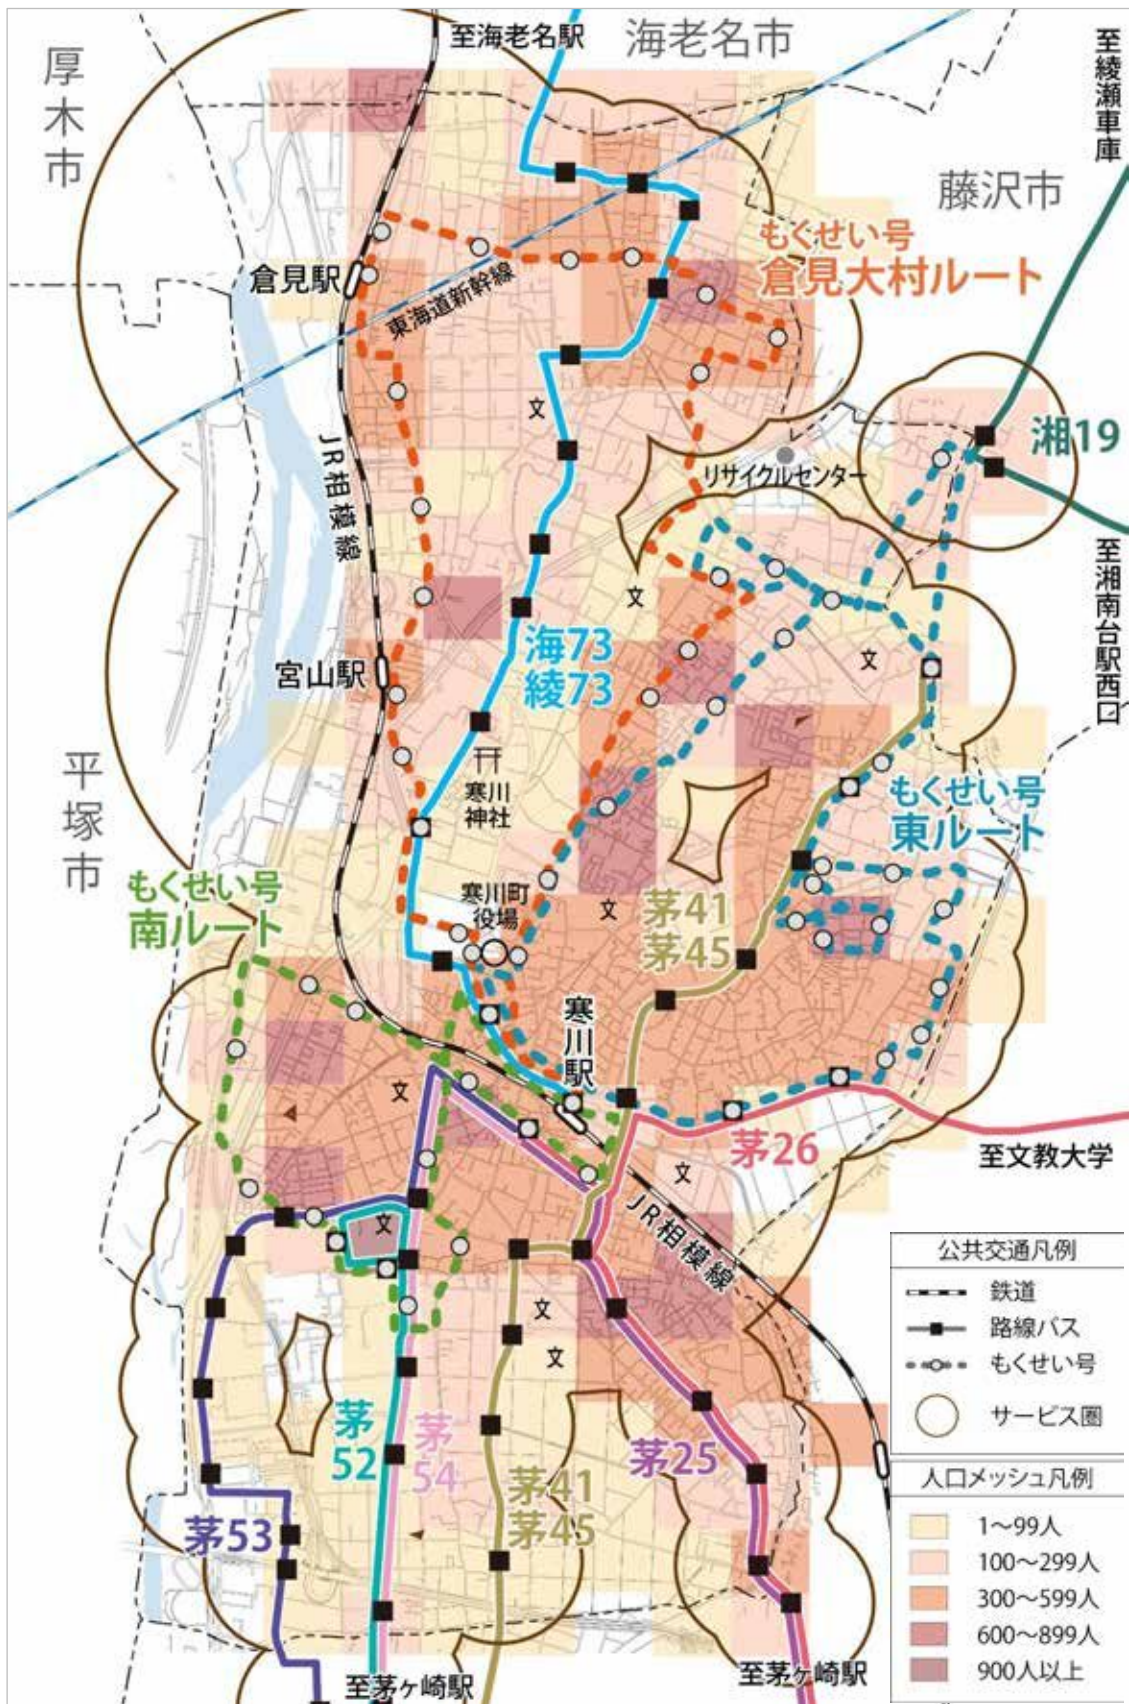 至海老名駅
海老名市
厚木市
至綾瀬車庫
藤沢市
もくせい号
倉見大村ルート
倉見駅
東海道新幹線
文
湘19
リサイクルセンター
JR相模線
至湘南台駅西口
文
海73
綾73
文
宮山駅
寒川
神社
平塚市
もくせい号
東ルート
もくせい号
南ルート
寒川町
役場
文
茅41
茅45
寒川駅
文
茅26
至文教大学
文
JR相模線
文
文
文
茅
52
茅
54
茅41
茅45
茅25
茅53
至茅ヶ崎駅
至茅ヶ崎駅
公共交通凡例
鉄道
路線バス
もくせい号
サービス圏
人口メッシュ凡例
1～99人
100～299人
300～599人
600～899人
900人以上